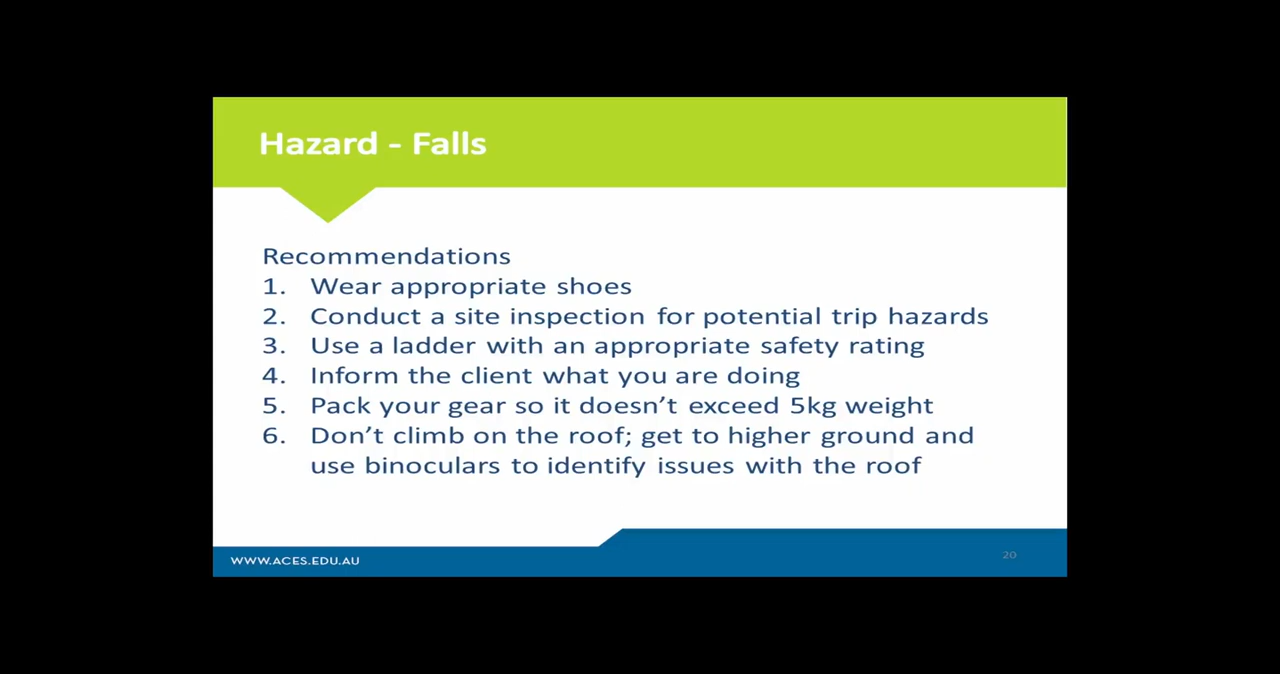 Hazard - Falls
Recommendations
1. Wear appropriate shoes
2. Conduct a site inspection for potential trip hazards
3. Use a ladder with an appropriate safety rating
4. Inform the client what you are doing
5. Pack your gear so it doesn’t exceed 5kg weight
6. Don’t climb on the roof; get to higher ground and
use binoculars to identify issues with the roof
WWW.ACES.EDU.AU
20